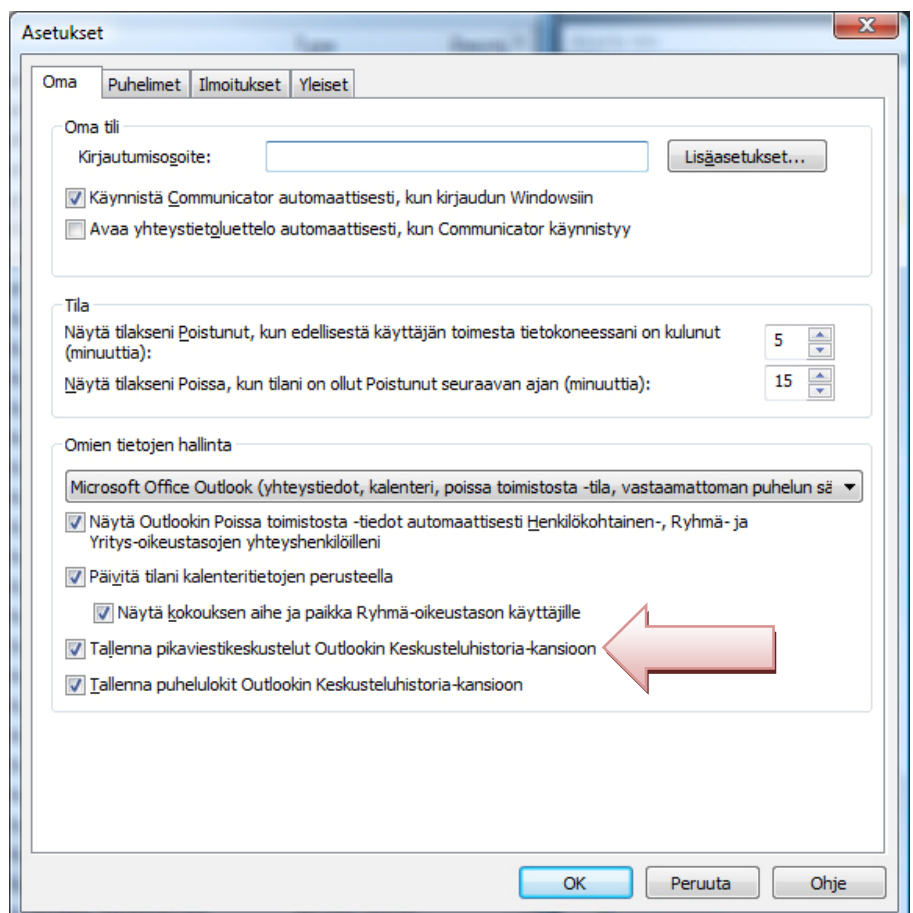 Asetukset
Oma Puhelimet Ilmoitukset Yleiset
Oma tili
Kirjautumisosoite: Lisäasetukset...
Käynnistä Communicator automaattisesti, kun kirjaudun Windowsiin
Avaa yhteystietoluettelo automaattisesti, kun Communicator käynnistyy
Tila
Näytä tilakseni Poistunut, kun edellisestä käyttäjän toimesta tietokoneessani on kulunut
(minuuttia): 5
Näytä tilakseni Poissa, kun tilani on ollut Poistunut seuraavan ajan (minuuttia): 15
Omien tietojen hallinta
Microsoft Office Outlook (yhteystiedot, kalenteri, poissa toimistosta -tila, vastaamattoman puhelun sä
Näytä Outlookin Poissa toimistosta -tiedot automaattisesti Henkilökohtainen-, Ryhmä- ja
Yritys-oikeustasojen yhteyshenkilöilleni
Päivitä tilani kalenteritietojen perusteella
Näytä kokouksen aihe ja paikka Ryhmä-oikeustason käyttäjille
Tallenna pikaviestikeskustelut Outlookin Keskusteluhistoria-kansioon
Tallenna puhelulokit Outlookin Keskusteluhistoria-kansioon
OK Peruuta Ohje